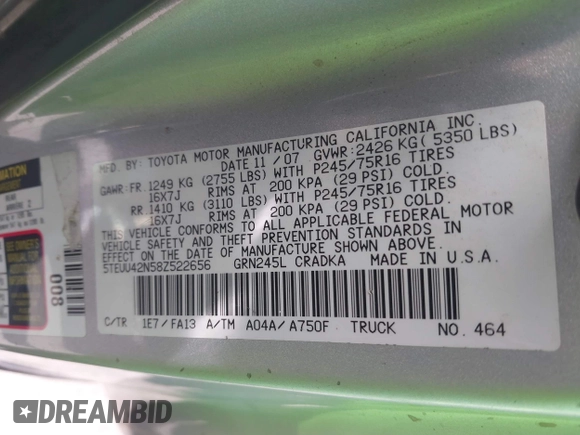 MFD. BY: TOYOTA MOTOR MANUFACTURING CALIFORNIA INC.
DATE 11 / 07 GVWR: 2426 KG ( 5350 LBS)
GAWR: FR. 1249 KG (2755 LBS) WITH P245/75R16 TIRES
16X7J RIMS AT 200 KPA (29 PSI) COLD.
RR 1410 KG (3110 LBS) WITH P245/75R16 TIRES
16X7J RIMS AT 200 KPA (29 PSI) COLD.
THIS VEHICLE CONFORMS TO ALL APPLICABLE FEDERAL MOTOR
VEHICLE SAFETY AND THEFT PREVENTION STANDARDS IN
EFFECT ON THE DATE OF MANUFACTURE SHOWN ABOVE.
5TEUU42N58Z522656 GRN245L CRADKA MADE IN U.S.A.
C/TR 1E7/FA13 A/TM A04A/A750F TRUCK NO. 464
008
DREAMBID